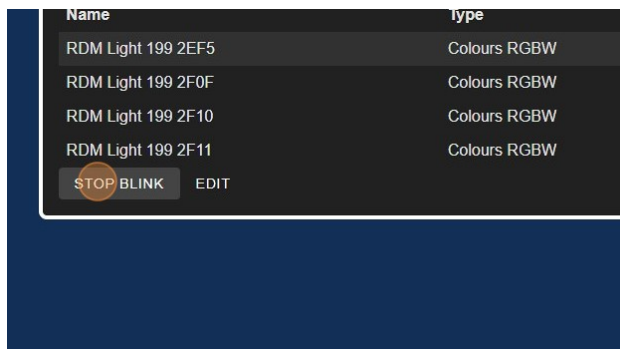 Name Type
RDM Light 199 2EF5 Colours RGBW
RDM Light 199 2F0F Colours RGBW
RDM Light 199 2F10 Colours RGBW
RDM Light 199 2F11 Colours RGBW
STOP BLINK EDIT